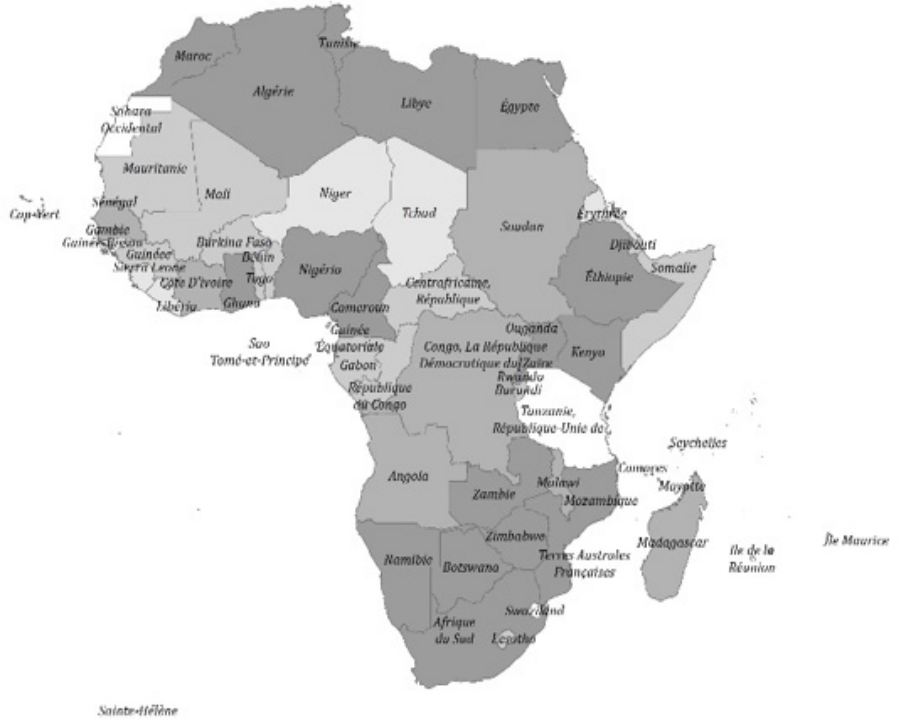 Tunisie
Maroc
Algérie
Libye
Égypte
Sahara
Occidental
Mauritanie
Mali
Niger
Tchad
Soudan
Érythrée
Cap-Vert
Sénégal
Gambie
Guinée-Bissau
Guinée
Sierra Leone
Burkina Faso
Bénin
Togo
Côte D'ivoire
Ghana
Libéria
Nigéria
Djibouti
Somalie
Éthiopie
Centrafricaine,
République
Cameroun
Guinée
Équatoriale
Sao
Tomé-et-Principé
Ouganda
Kenya
Congo, La République
Démocratique du Zaïre
Gabon
Rwanda
Burundi
République
du Congo
Tanzanie,
République-Unie de
Seychelles
Comores
Mayotte
Angola
Zambie
Malawi
Mozambique
Zimbabwe
Madagascar
Ile de la
Réunion
Île Maurice
Namibie
Botswana
Terres Australes
Françaises
Swaziland
Afrique
du Sud
Lesotho
Sainte-Hélène